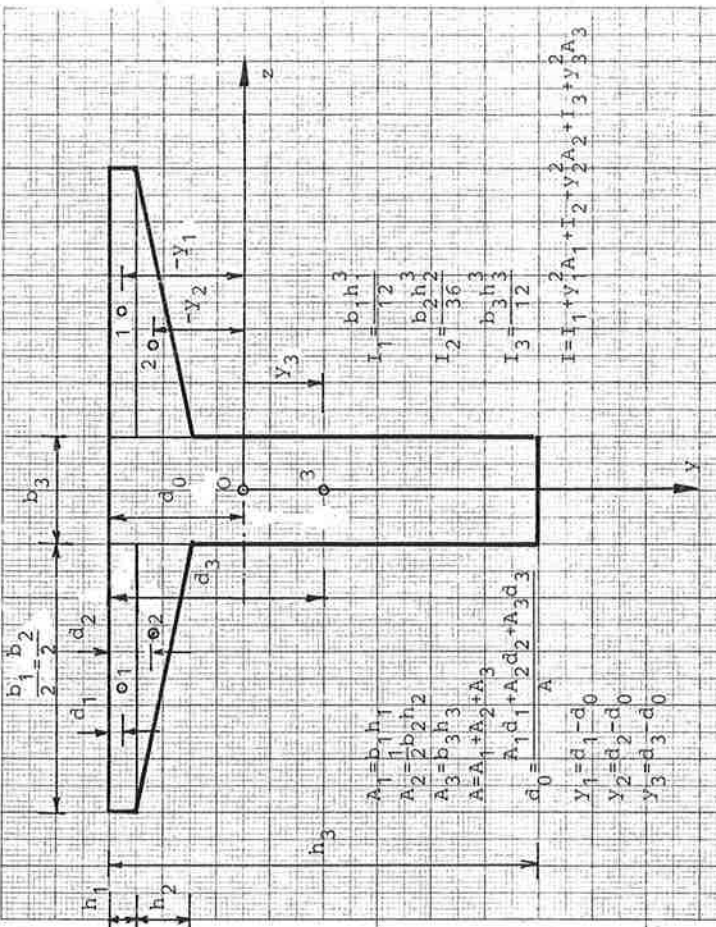 b₁/2=b₂/2
b₃
h₁
h₂
h₃
d₁
d₂
d₃
d₀
1
2
1
2
O
3
-y₁
-y₂
y₃
z
y
A₁=b₁h₁
A₂=1/2b₂h₂
A₃=b₃h₃
A=A₁+A₂+A₃
d₀=(A₁d₁+A₂d₂+A₃d₃)/A
y₁=d₁-d₀
y₂=d₂-d₀
y₃=d₃-d₀
I₁=b₁h₁³/12
I₂=b₂h₂³/36
I₃=b₃h₃³/12
I=I₁+y₁²A₁+I₂+y₂²A₂+I₃+y₃²A₃